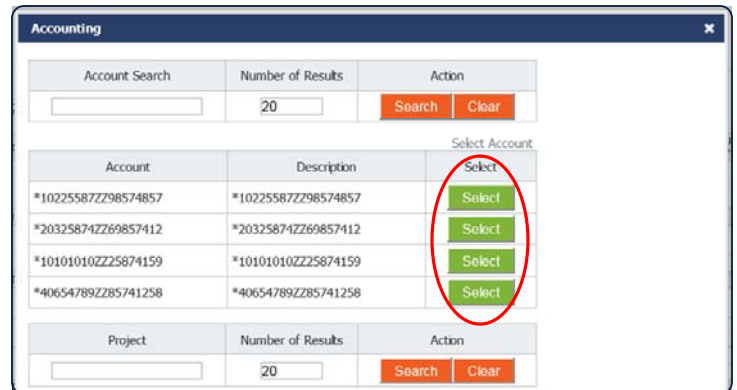 Accounting ×
Account Search Number of Results Action
20 Search Clear
Select Account
Account Description Select
*10225587ZZ98574857 *10225587ZZ98574857 Select
*20325874ZZ69857412 *20325874ZZ69857412 Select
*10101010ZZ25874159 *10101010ZZ25874159 Select
*40654789ZZ85741258 *40654789ZZ85741258 Select
Project Number of Results Action
20 Search Clear